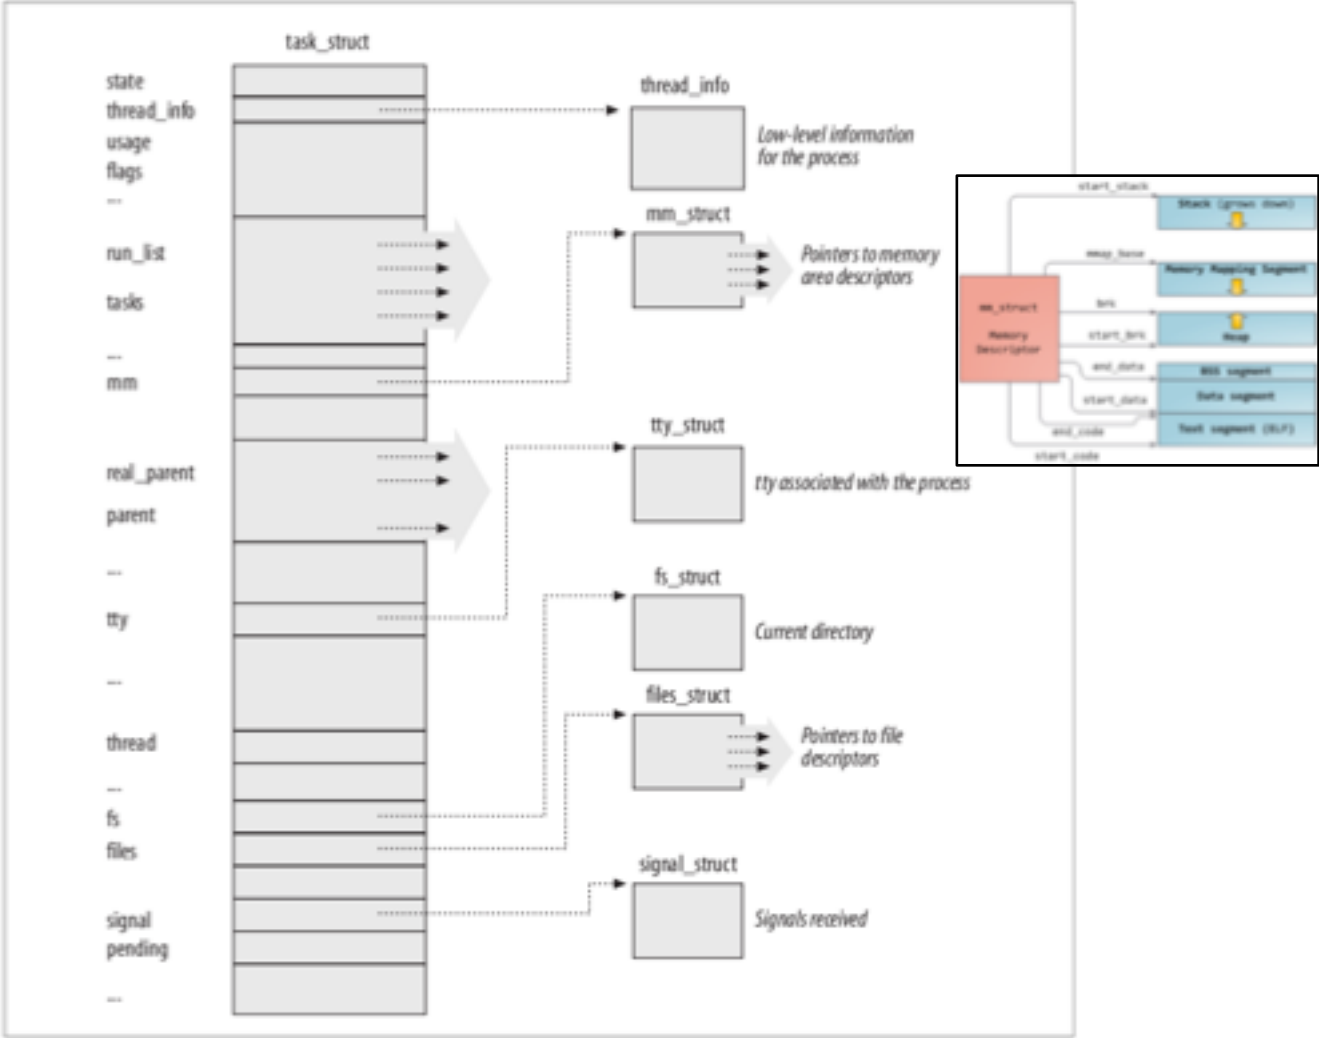 task_struct
state
thread_info
usage
flags
...
run_list
tasks
...
mm
real_parent
parent
...
tty
...
thread
...
fs
files
signal
pending
...
thread_info
Low-level information
for the process
mm_struct
Pointers to memory
area descriptors
tty_struct
tty associated with the process
fs_struct
Current directory
files_struct
Pointers to file
descriptors
signal_struct
Signals received
start_stack
Stack (grows down)
mmap_base
Memory Mapping Segment
mm_struct
Memory
Descriptor
brk
start_brk
Heap
end_data
BSS segment
start_data
Data segment
end_code
Text segment (ELF)
start_code